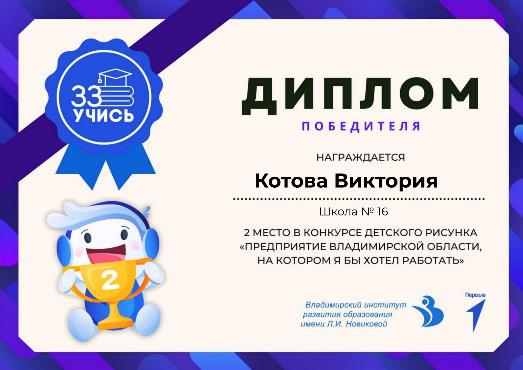 33
УЧИСЬ
ДИПЛОМ
ПОБЕДИТЕЛЯ
НАГРАЖДАЕТСЯ
Котова Виктория
Школа № 16
2 МЕСТО В КОНКУРСЕ ДЕТСКОГО РИСУНКА
«ПРЕДПРИЯТИЕ ВЛАДИМИРСКОЙ ОБЛАСТИ,
НА КОТОРОМ Я БЫ ХОТЕЛ РАБОТАТЬ»
2
Владимирский институт
развития образования
имени Л.И. Новиковой
Первые